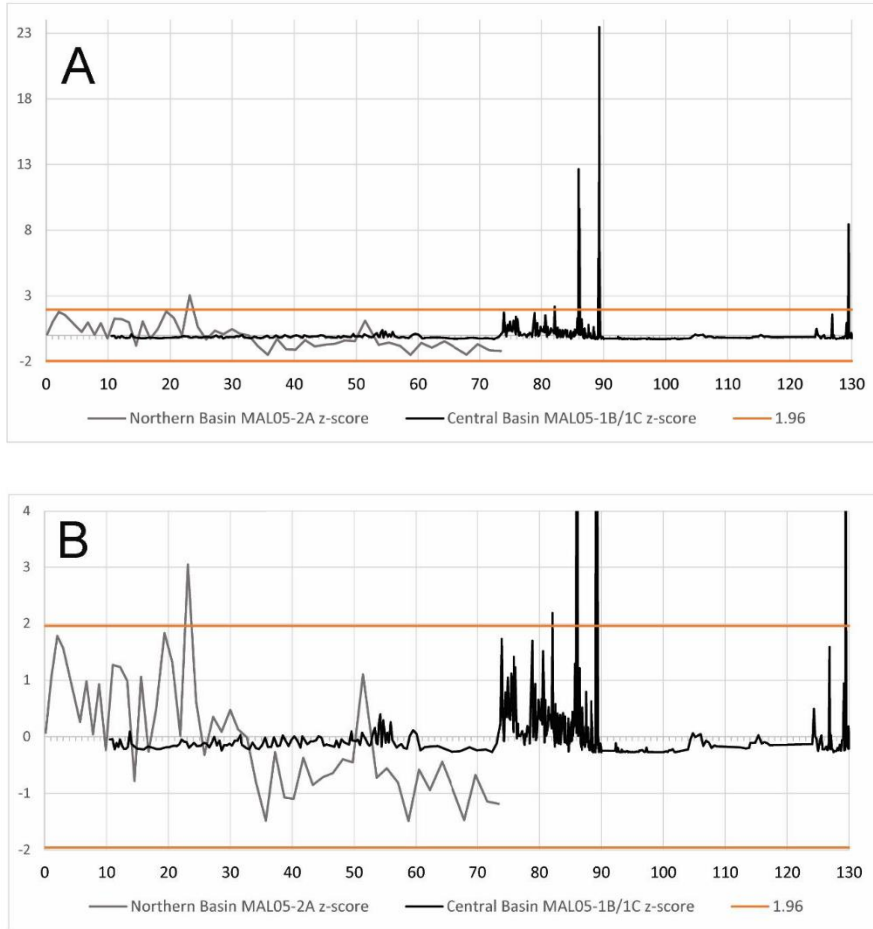 A
23
18
13
8
3
-2
0 10 20 30 40 50 60 70 80 90 100 110 120 130
Northern Basin MAL05-2A z-score Central Basin MAL05-1B/1C z-score 1.96
B
4
3
2
1
0
-1
-2
0 10 20 30 40 50 60 70 80 90 100 110 120 130
Northern Basin MAL05-2A z-score Central Basin MAL05-1B/1C z-score 1.96